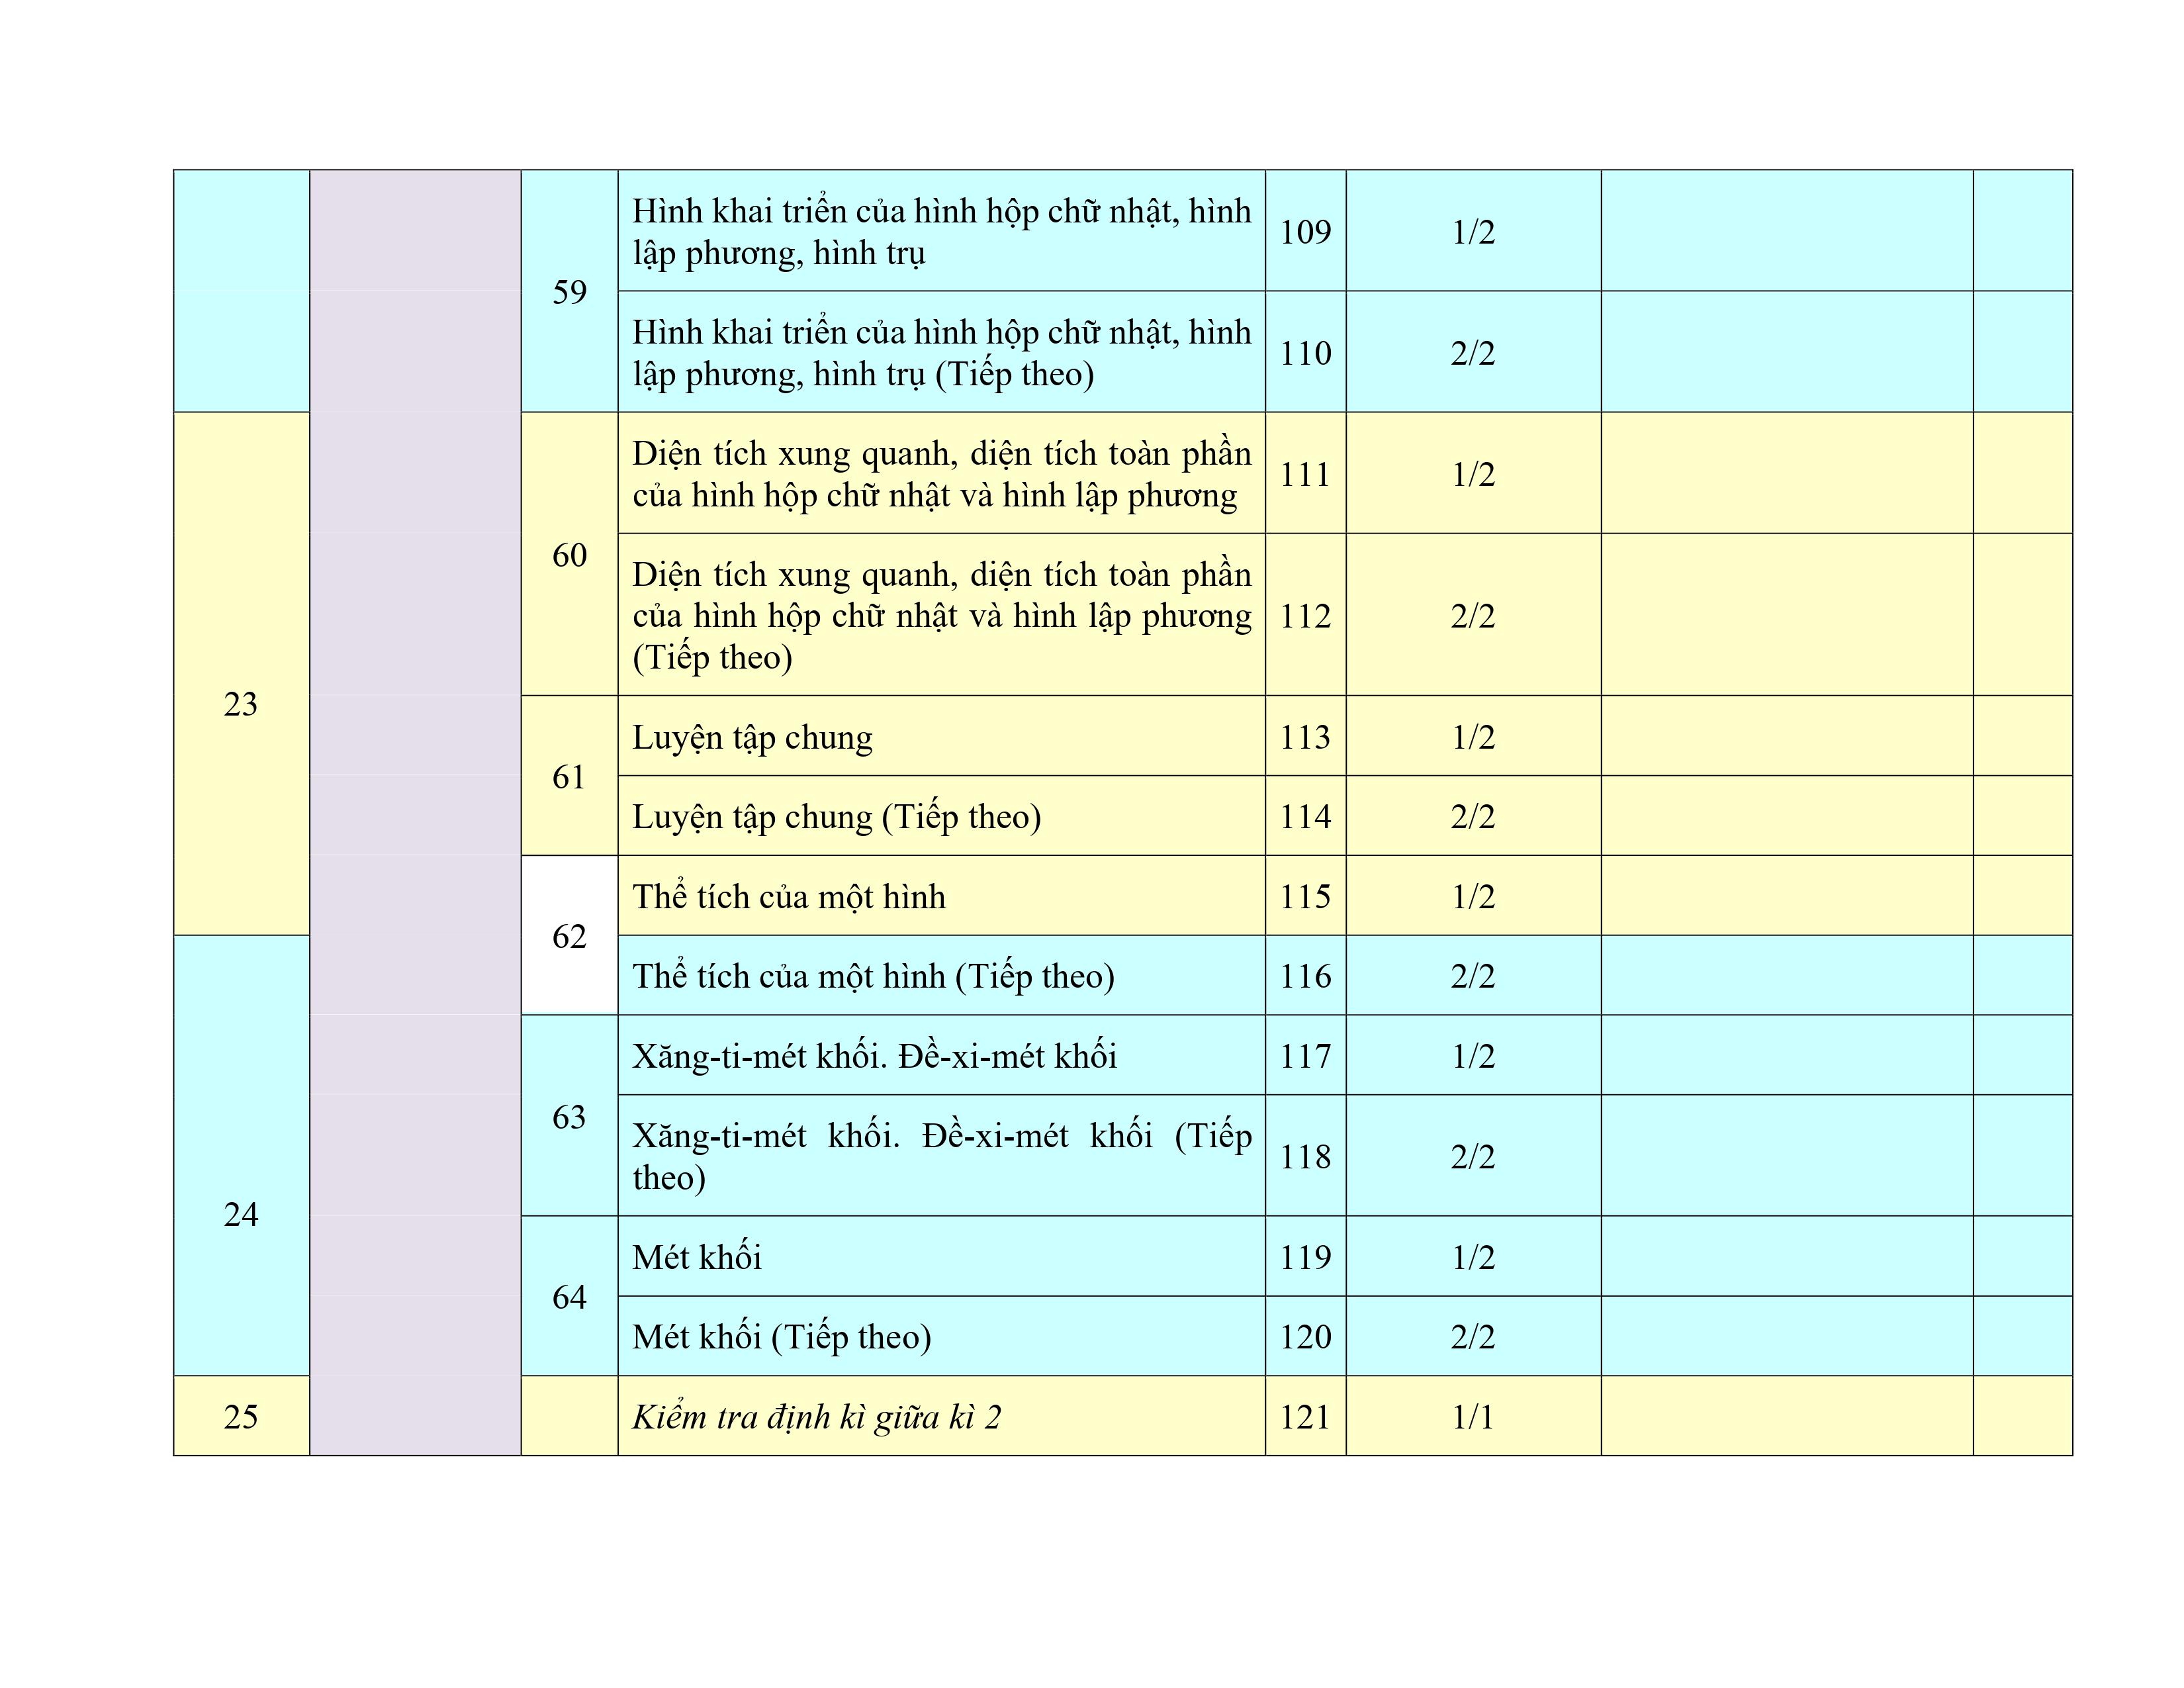 59
Hình khai triển của hình hộp chữ nhật, hình
lập phương, hình trụ
109
1/2
Hình khai triển của hình hộp chữ nhật, hình
lập phương, hình trụ (Tiếp theo)
110
2/2
23
60
Diện tích xung quanh, diện tích toàn phần
của hình hộp chữ nhật và hình lập phương
111
1/2
Diện tích xung quanh, diện tích toàn phần
của hình hộp chữ nhật và hình lập phương
(Tiếp theo)
112
2/2
61
Luyện tập chung
113
1/2
Luyện tập chung (Tiếp theo)
114
2/2
62
Thể tích của một hình
115
1/2
24
Thể tích của một hình (Tiếp theo)
116
2/2
63
Xăng-ti-mét khối. Đề-xi-mét khối
117
1/2
Xăng-ti-mét khối. Đề-xi-mét khối (Tiếp
theo)
118
2/2
64
Mét khối
119
1/2
Mét khối (Tiếp theo)
120
2/2
25
Kiểm tra định kì giữa kì 2
121
1/1